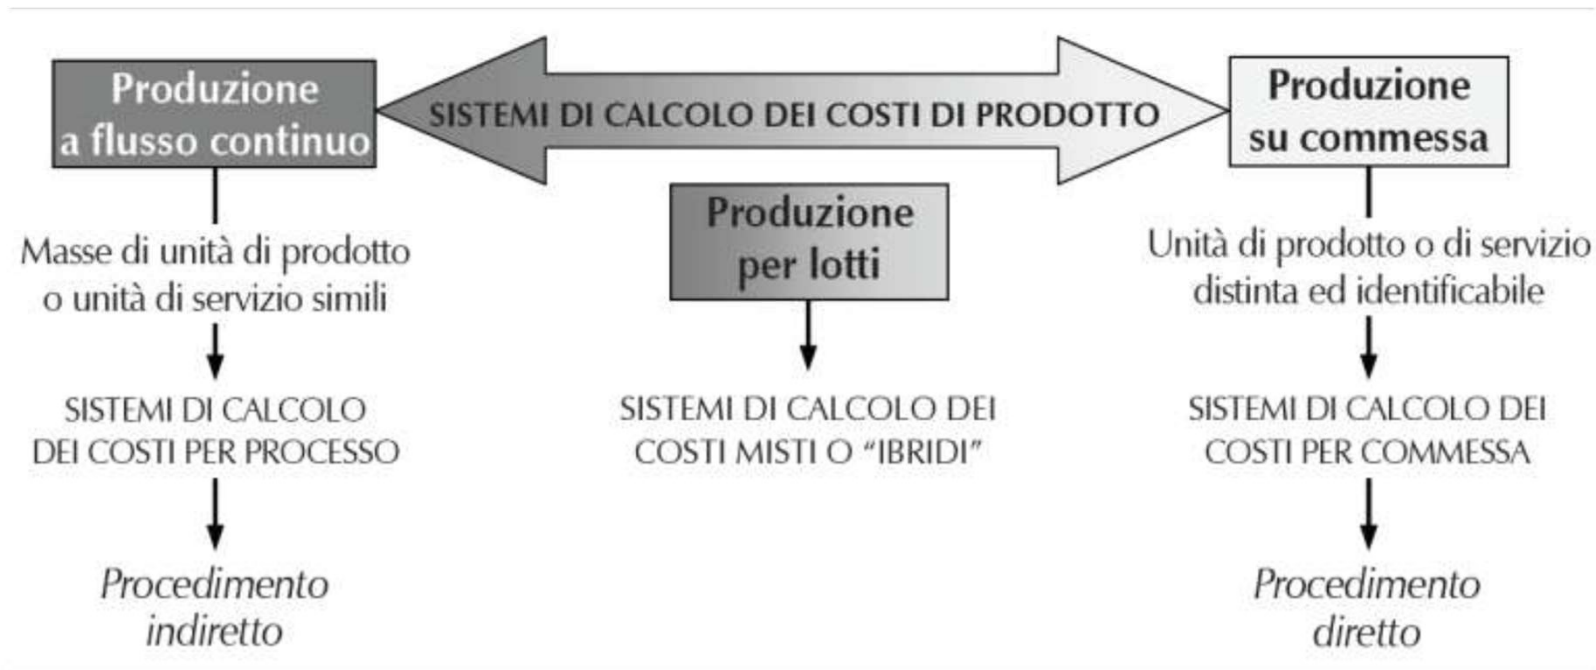 Produzione
a flusso continuo
SISTEMI DI CALCOLO DEI COSTI DI PRODOTTO
Produzione
su commessa
Produzione
per lotti
Masse di unità di prodotto
o unità di servizio simili
Unità di prodotto o di servizio
distinta ed identificabile
SISTEMI DI CALCOLO
DEI COSTI PER PROCESSO
SISTEMI DI CALCOLO DEI
COSTI MISTI O “IBRIDI”
SISTEMI DI CALCOLO DEI
COSTI PER COMMESSA
Procedimento
indiretto
Procedimento
diretto